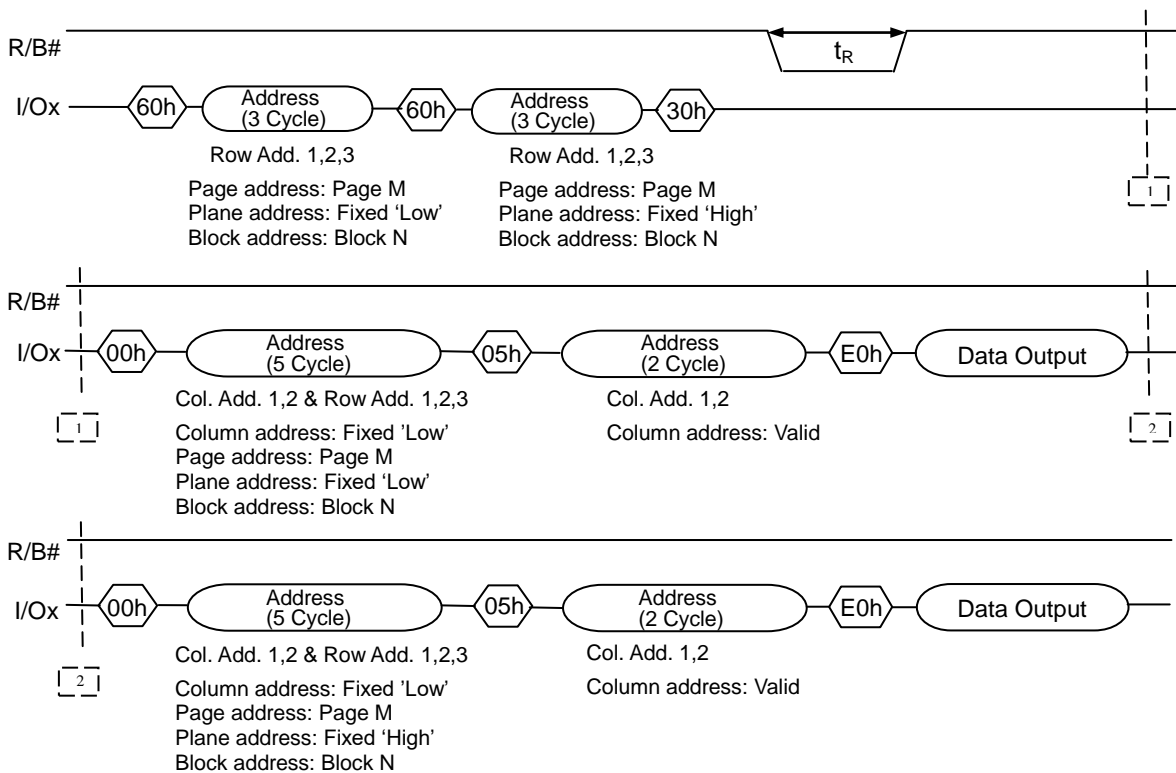 R/B#
t_R
I/Ox
60h
Address
(3 Cycle)
60h
Address
(3 Cycle)
30h
Row Add. 1,2,3
Page address: Page M
Plane address: Fixed ‘Low’
Block address: Block N
Row Add. 1,2,3
Page address: Page M
Plane address: Fixed ‘High’
Block address: Block N
1
R/B#
I/Ox
00h
Address
(5 Cycle)
05h
Address
(2 Cycle)
E0h
Data Output
1
Col. Add. 1,2 & Row Add. 1,2,3
Column address: Fixed ’Low’
Page address: Page M
Plane address: Fixed ‘Low’
Block address: Block N
Col. Add. 1,2
Column address: Valid
2
R/B#
I/Ox
00h
Address
(5 Cycle)
05h
Address
(2 Cycle)
E0h
Data Output
2
Col. Add. 1,2 & Row Add. 1,2,3
Column address: Fixed ’Low’
Page address: Page M
Plane address: Fixed ‘High’
Block address: Block N
Col. Add. 1,2
Column address: Valid